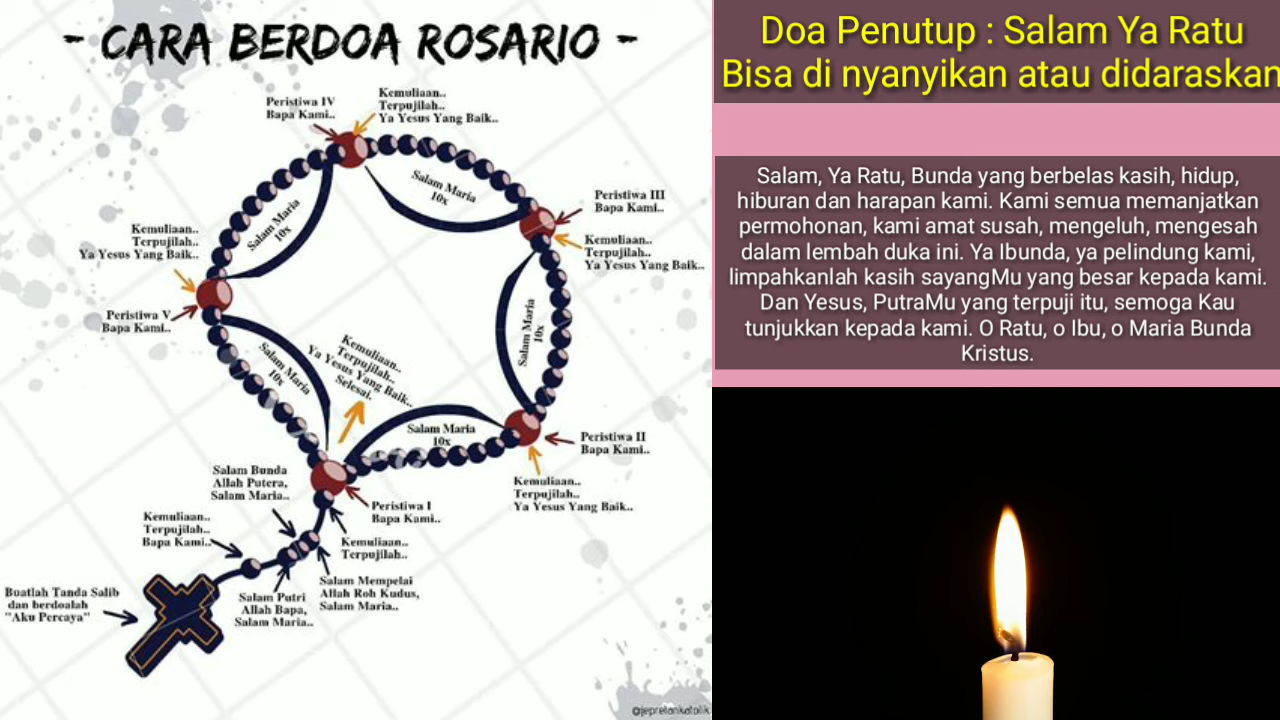 - CARA BERDOA ROSARIO -
Peristiwa IV
Bapa Kami..
Kemuliaan..
Terpujilah..
Ya Yesus Yang Baik..
Salam Maria
10x
Peristiwa III
Bapa Kami..
Salam Maria
10x
Kemuliaan..
Terpujilah..
Ya Yesus Yang Baik..
Kemuliaan..
Terpujilah..
Ya Yesus Yang Baik..
Peristiwa V
Bapa Kami..
Salam Maria
10x
Salam Maria
10x
Kemuliaan..
Terpujilah..
Ya Yesus Yang Baik..
Selesai.
Salam Maria
10x
Peristiwa II
Bapa Kami..
Kemuliaan..
Terpujilah..
Ya Yesus Yang Baik..
Salam Bunda
Allah Putera,
Salam Maria..
Peristiwa I
Bapa Kami..
Kemuliaan..
Terpujilah..
Bapa Kami..
Kemuliaan..
Terpujilah..
Salam Mempelai
Allah Roh Kudus,
Salam Maria..
Salam Putri
Allah Bapa,
Salam Maria..
Buatlah Tanda Salib
dan berdoalah
"Aku Percaya"
@jepretankatolik
Doa Penutup : Salam Ya Ratu
Bisa di nyanyikan atau didaraskan
Salam, Ya Ratu, Bunda yang berbelas kasih, hidup,
hiburan dan harapan kami. Kami semua memanjatkan
permohonan, kami amat susah, mengeluh, mengesah
dalam lembah duka ini. Ya Ibunda, ya pelindung kami,
limpahkanlah kasih sayangMu yang besar kepada kami.
Dan Yesus, PutraMu yang terpuji itu, semoga Kau
tunjukkan kepada kami. O Ratu, o Ibu, o Maria Bunda
Kristus.